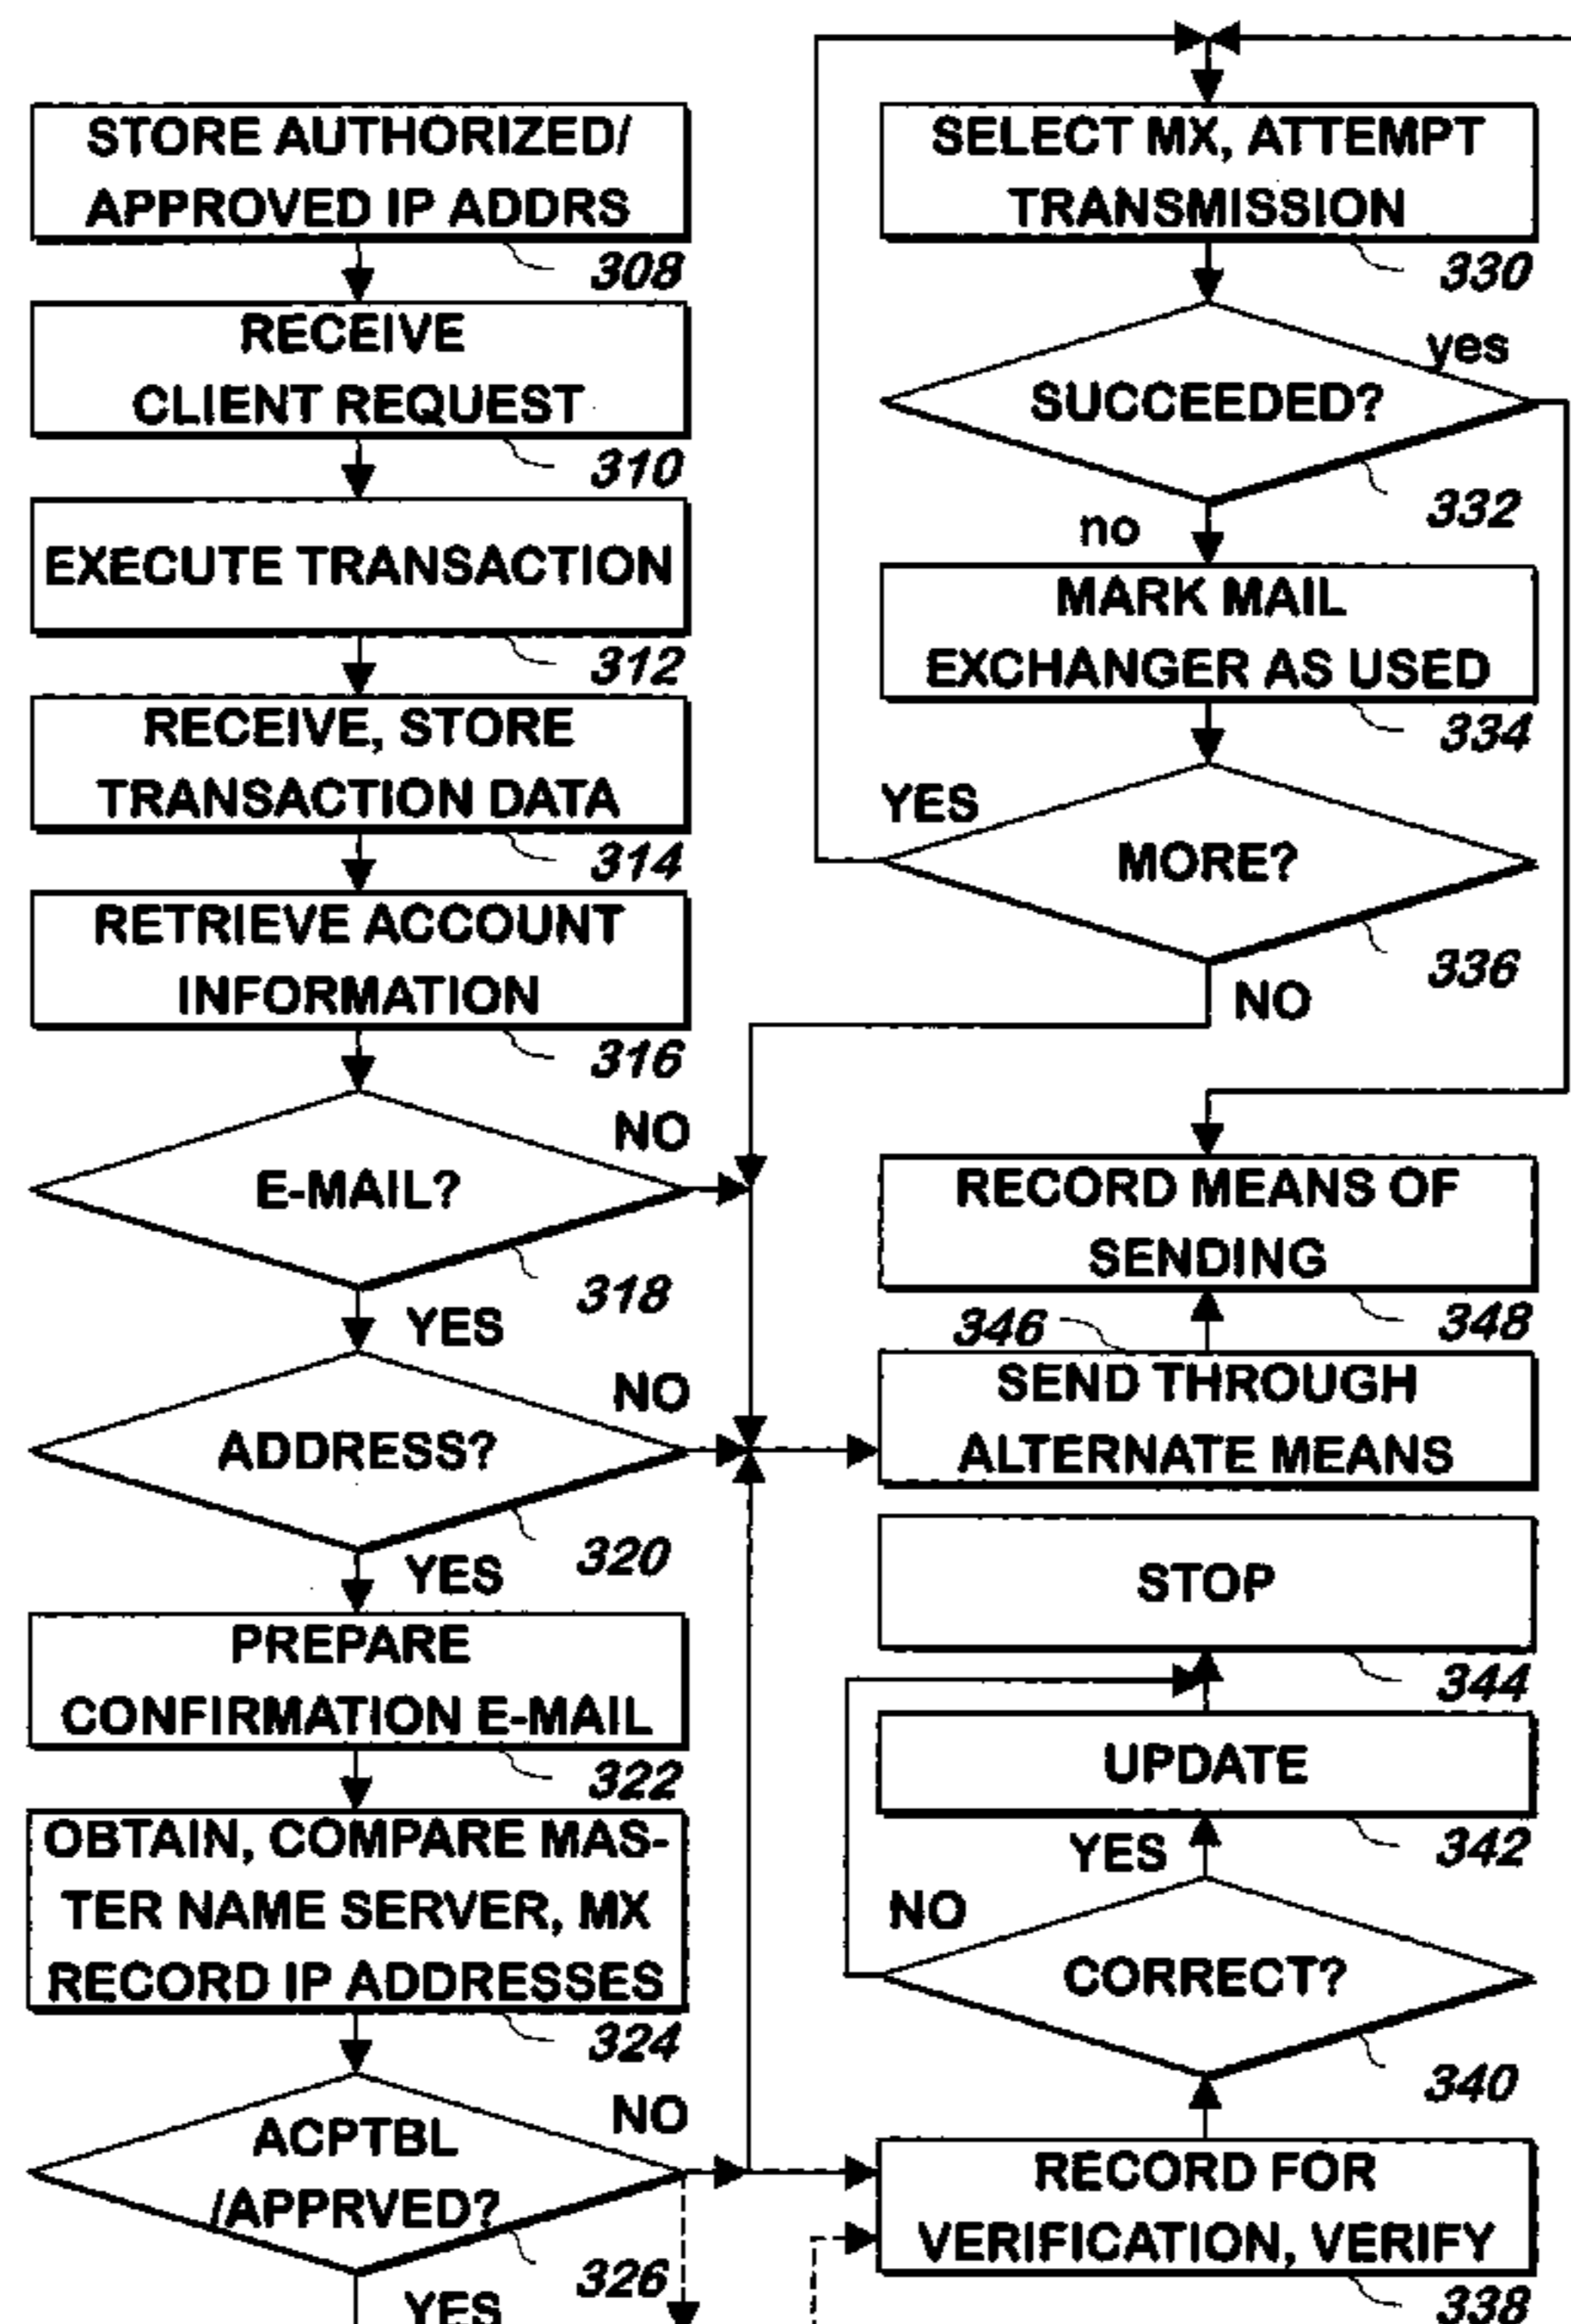 STORE AUTHORIZED/
APPROVED IP ADDRS
308
RECEIVE
CLIENT REQUEST
310
EXECUTE TRANSACTION
312
RECEIVE, STORE
TRANSACTION DATA
314
RETRIEVE ACCOUNT
INFORMATION
316
NO
E-MAIL?
318
YES
NO
ADDRESS?
320
YES
PREPARE
CONFIRMATION E-MAIL
322
OBTAIN, COMPARE MAS-
TER NAME SERVER, MX
RECORD IP ADDRESSES
324
NO
ACPTBL
/APPRVED?
326
YES
SELECT MX, ATTEMPT
TRANSMISSION
330
yes
SUCCEEDED?
332
no
MARK MAIL
EXCHANGER AS USED
334
YES
MORE?
336
NO
RECORD MEANS OF
SENDING
348
346
SEND THROUGH
ALTERNATE MEANS
STOP
344
UPDATE
342
YES
NO
CORRECT?
340
RECORD FOR
VERIFICATION, VERIFY
338